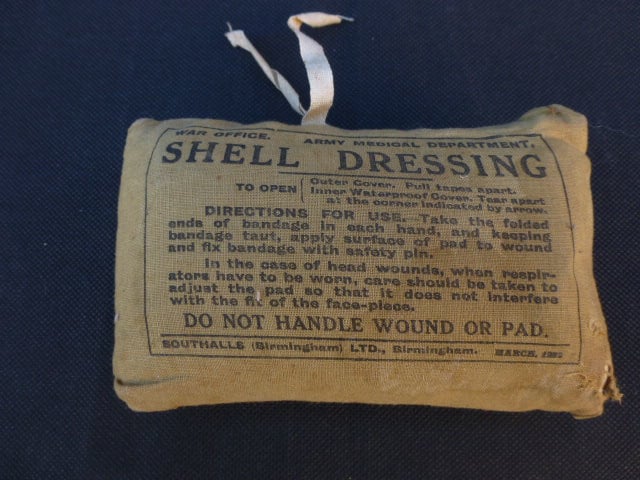 WAR OFFICE. ARMY MEDICAL DEPARTMENT.
SHELL DRESSING
TO OPEN
Outer Cover. Pull tapes apart.
Inner Waterproof Cover. Tear apart
at the corner indicated by arrow.
DIRECTIONS FOR USE. Take the folded
ends of bandage in each hand, and keeping
bandage taut, apply surface of pad to wound
and fix bandage with safety pin.
In the case of head wounds, when respir-
ators have to be worn, care should be taken to
adjust the pad so that it does not interfere
with the fit of the face-piece.
DO NOT HANDLE WOUND OR PAD.
SOUTHALLS (Birmingham) LTD., Birmingham. MARCH,